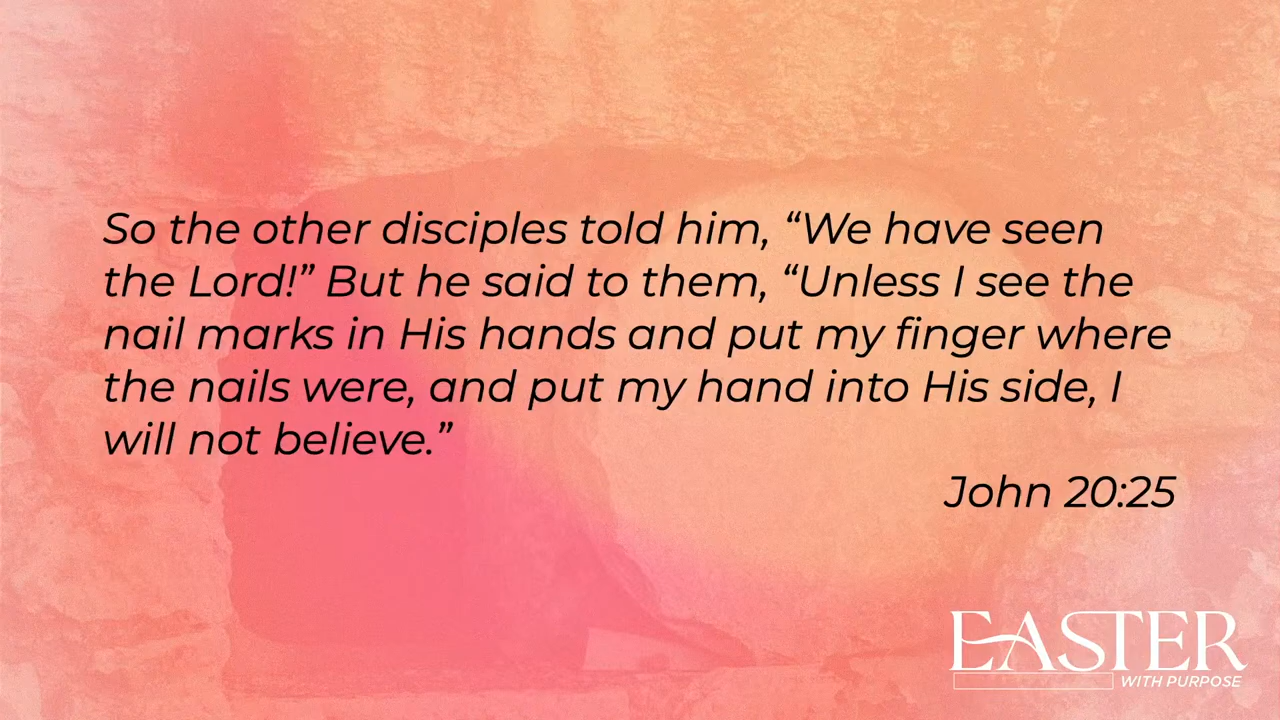 So the other disciples told him, “We have seen
the Lord!” But he said to them, “Unless I see the
nail marks in His hands and put my finger where
the nails were, and put my hand into His side, I
will not believe.”
John 20:25
EASTER
WITH PURPOSE